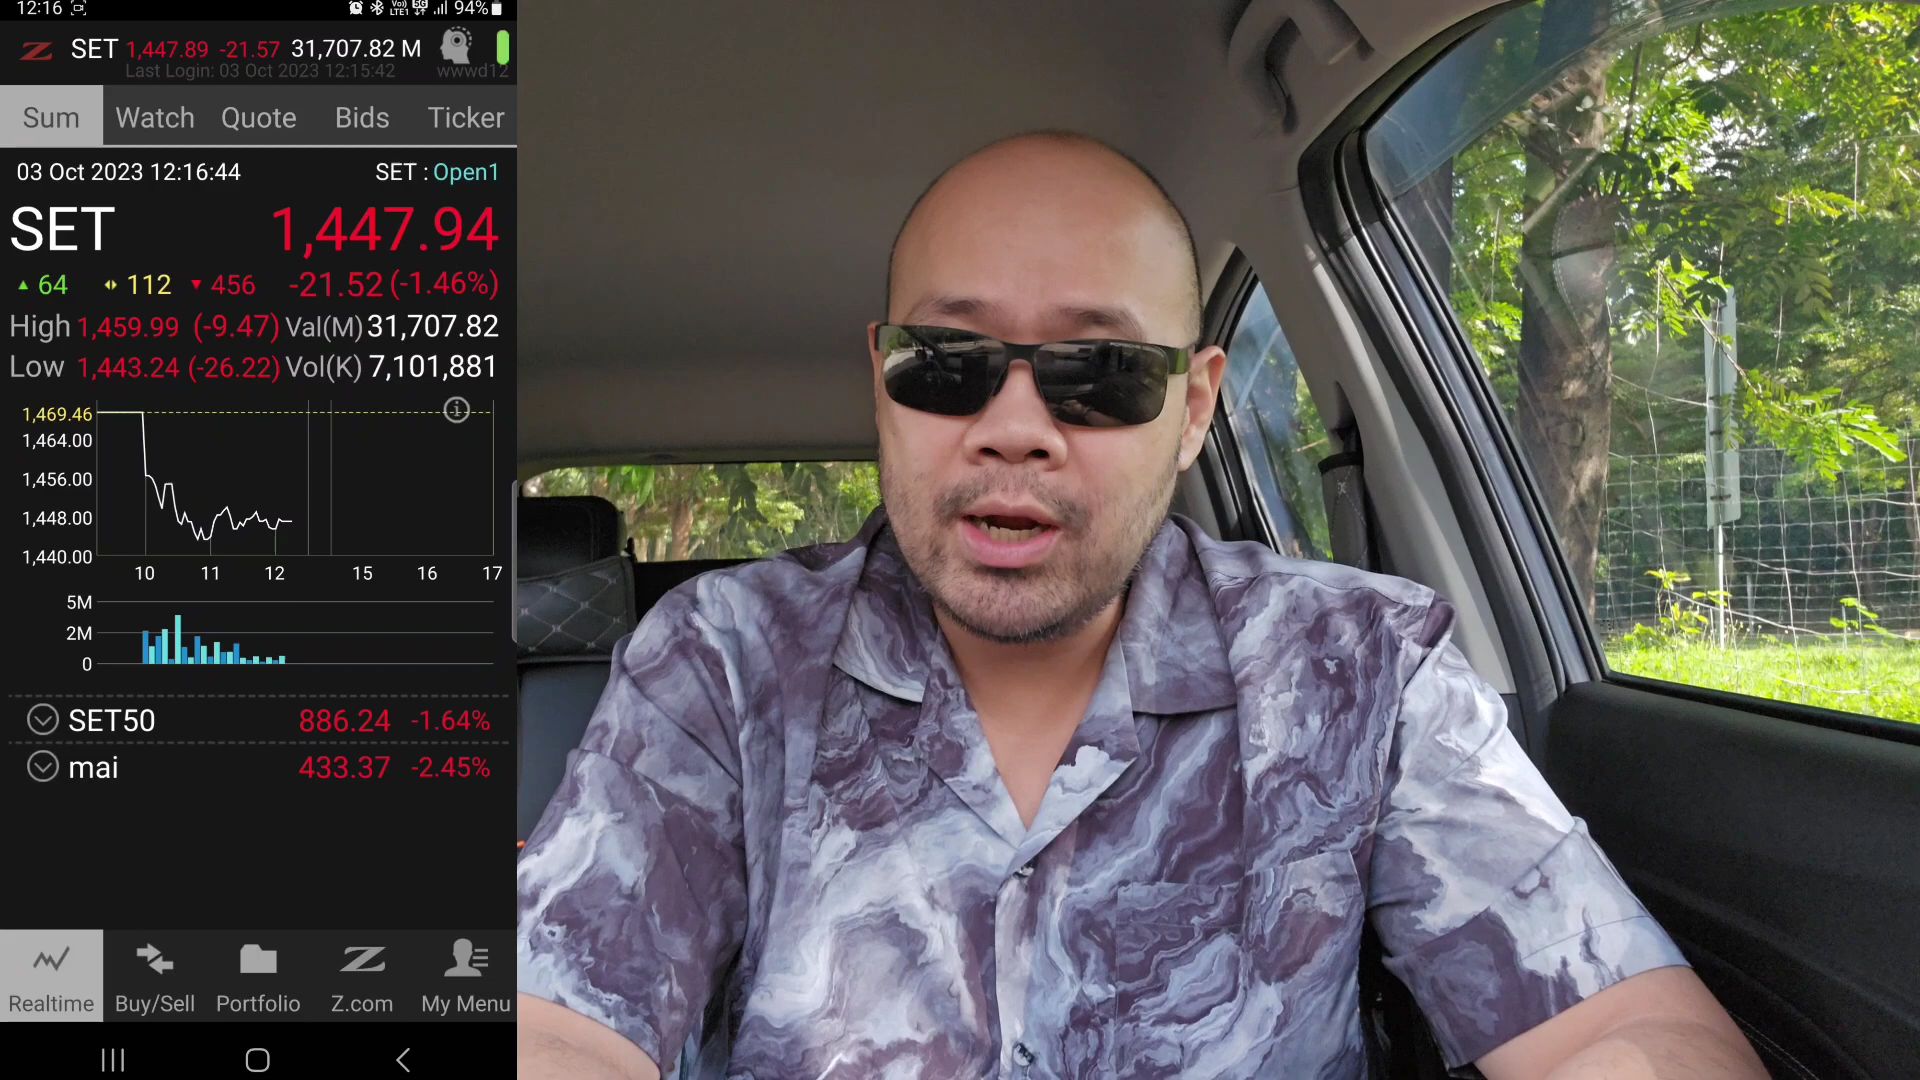 12:16 Vo)) LTE1 5G 94%
SET 1,447.89 -21.57 31,707.82 M
Last Login: 03 Oct 2023 12:15:42 wwwd12
Sum Watch Quote Bids Ticker
03 Oct 2023 12:16:44 SET : Open1
SET 1,447.94
▲ 64 112 ▼ 456 -21.52 (-1.46%)
High 1,459.99 (-9.47) Val(M) 31,707.82
Low 1,443.24 (-26.22) Vol(K) 7,101,881
1,469.46
1,464.00
1,456.00
1,448.00
1,440.00
10 11 12 15 16 17
5M
2M
0
SET50 886.24 -1.64%
mai 433.37 -2.45%
Realtime Buy/Sell Portfolio Z.com My Menu